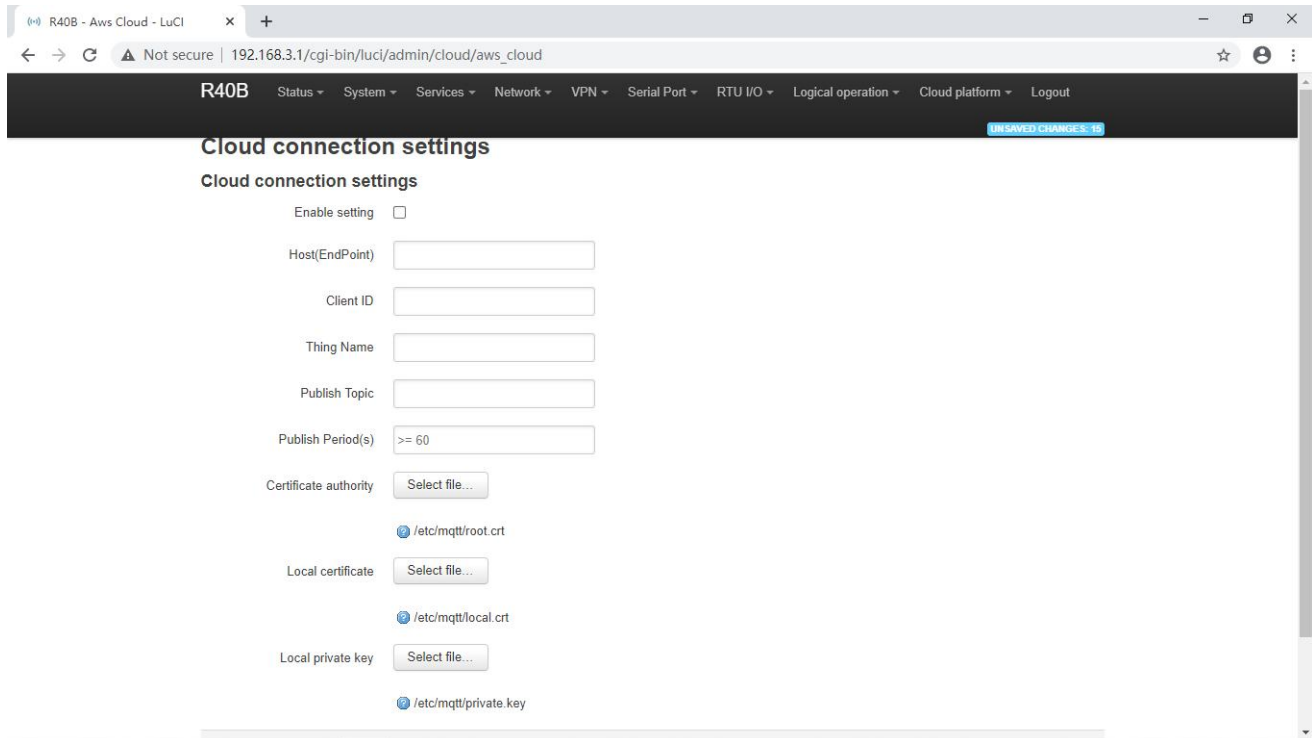 R40B - Aws Cloud - LuCI
Not secure | 192.168.3.1/cgi-bin/luci/admin/cloud/aws_cloud
R40B Status System Services Network VPN Serial Port RTU I/O Logical operation Cloud platform Logout
UNSAVED CHANGES: 15
Cloud connection settings
Cloud connection settings
Enable setting
Host(EndPoint)
Client ID
Thing Name
Publish Topic
Publish Period(s) >= 60
Certificate authority Select file...
/etc/mqtt/root.crt
Local certificate Select file...
/etc/mqtt/local.crt
Local private key Select file...
/etc/mqtt/private.key